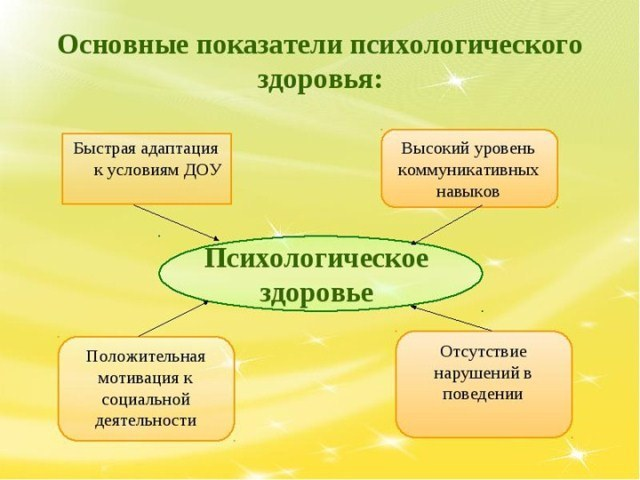 Основные показатели психологического
здоровья:
Быстрая адаптация
к условиям ДОУ
Высокий уровень
коммуникативных
навыков
Психологическое
здоровье
Положительная
мотивация к
социальной
деятельности
Отсутствие
нарушений в
поведении